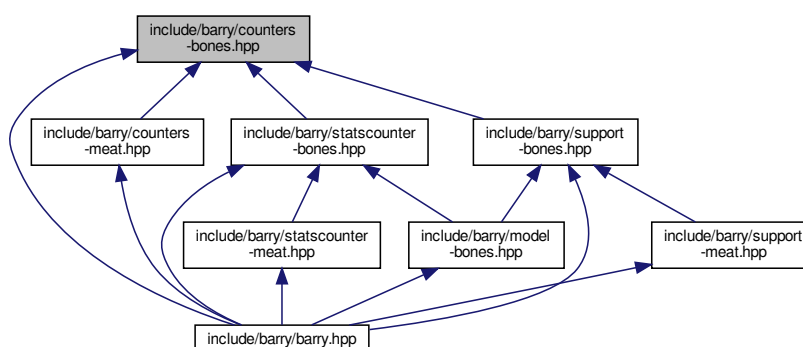 include/barry/counters
-bones.hpp
include/barry/counters
-meat.hpp
include/barry/statscounter
-bones.hpp
include/barry/support
-bones.hpp
include/barry/statscounter
-meat.hpp
include/barry/model
-bones.hpp
include/barry/support
-meat.hpp
include/barry/barry.hpp